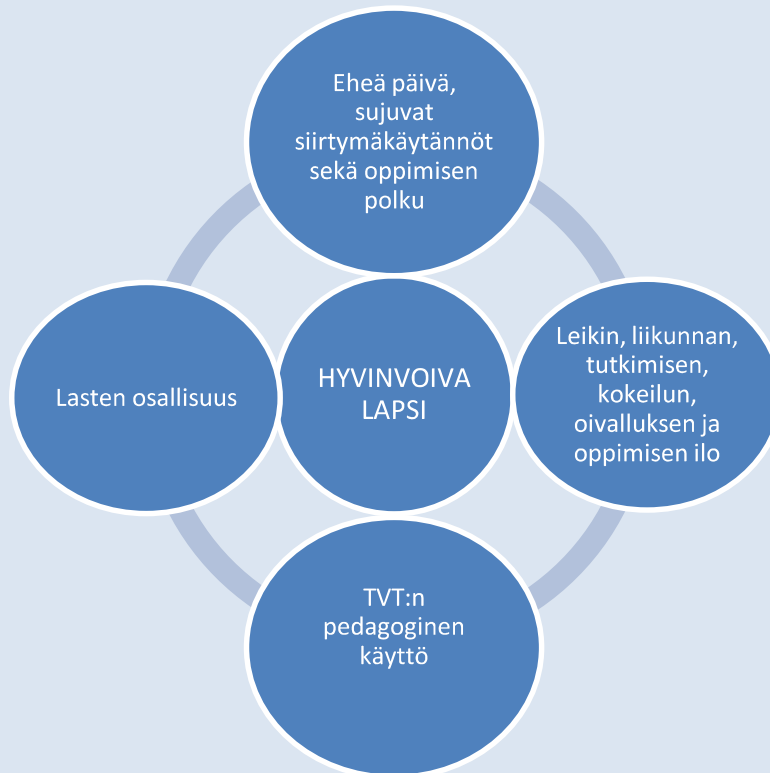 Eheä päivä,
sujuvat
siirtymäkäytännöt
sekä oppimisen
polku
Lasten osallisuus
HYVINVOIVA
LAPSI
Leikin, liikunnan,
tutkimisen,
kokeilun,
oivalluksen ja
oppimisen ilo
TVT:n
pedagoginen
käyttö